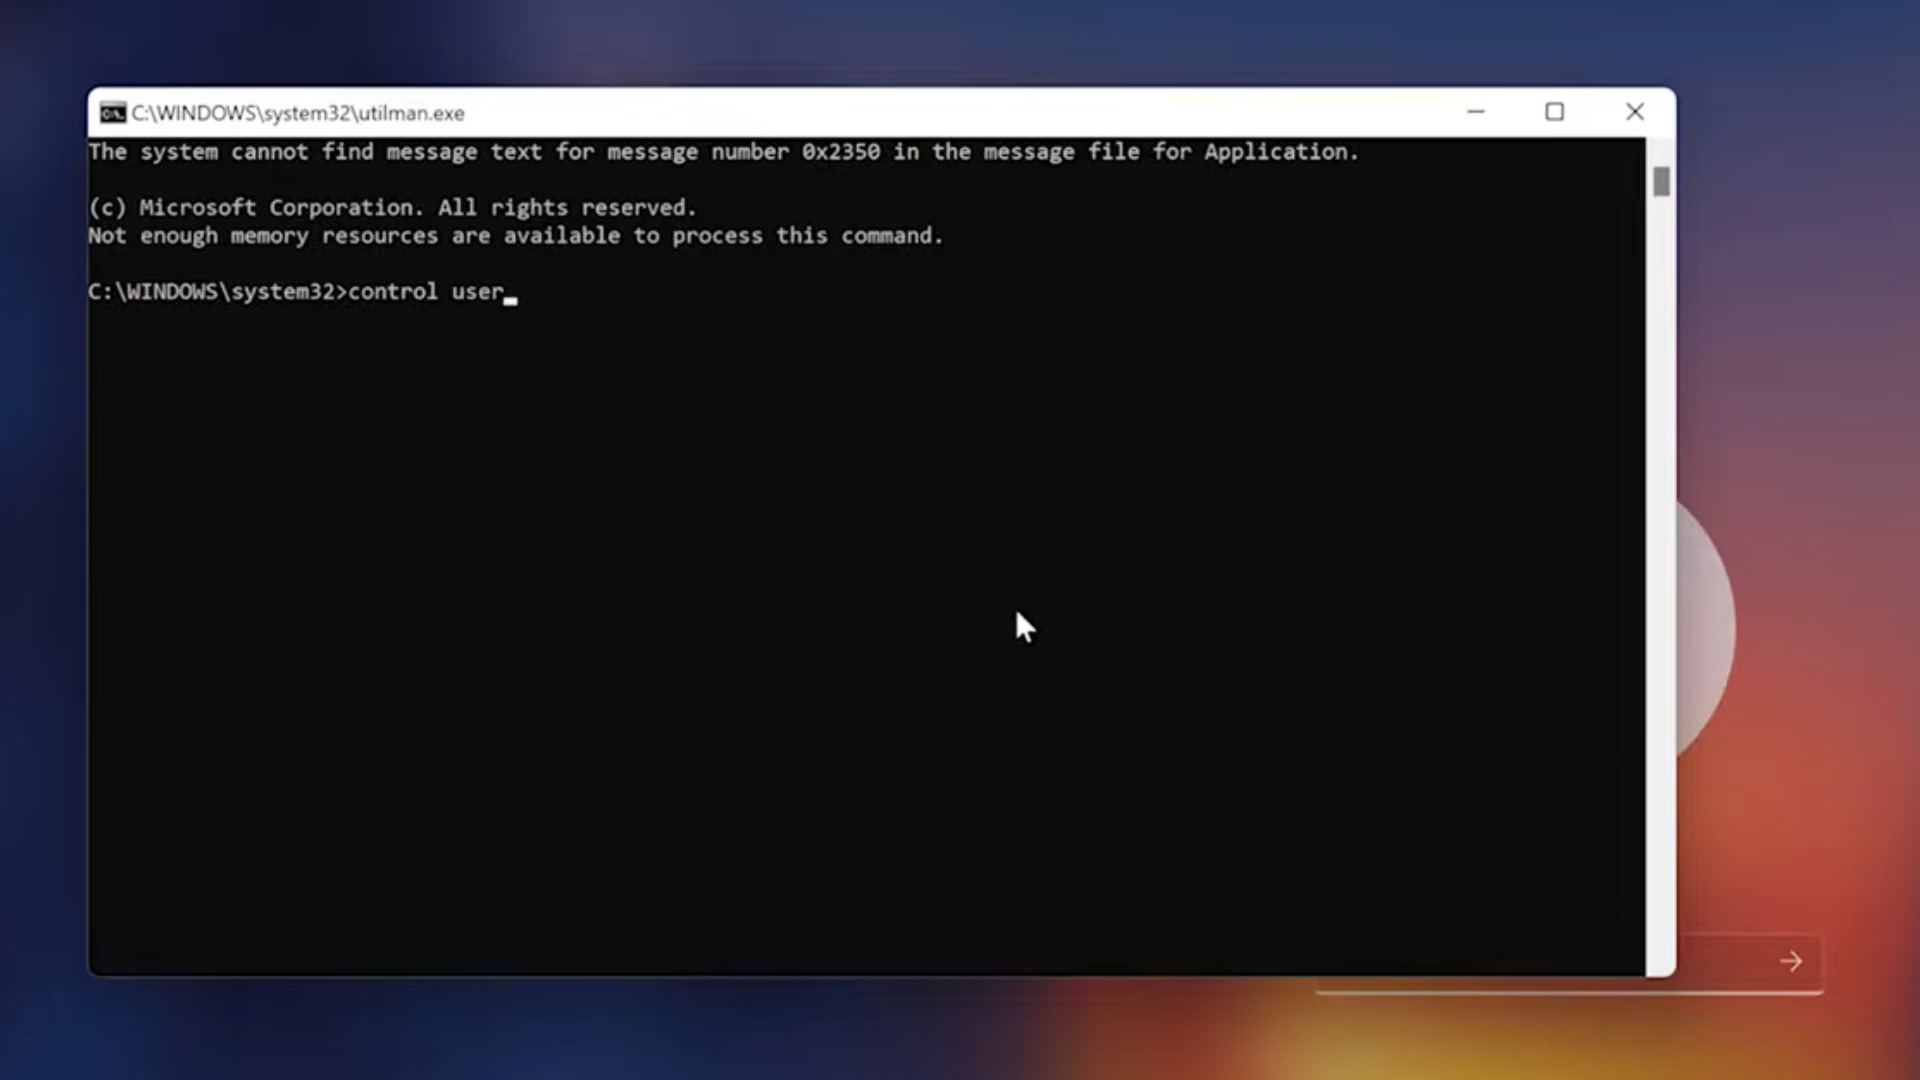 C:\WINDOWS\system32\utilman.exe
The system cannot find message text for message number 0x2350 in the message file for Application.
(c) Microsoft Corporation. All rights reserved.
Not enough memory resources are available to process this command.
C:\WINDOWS\system32>control user